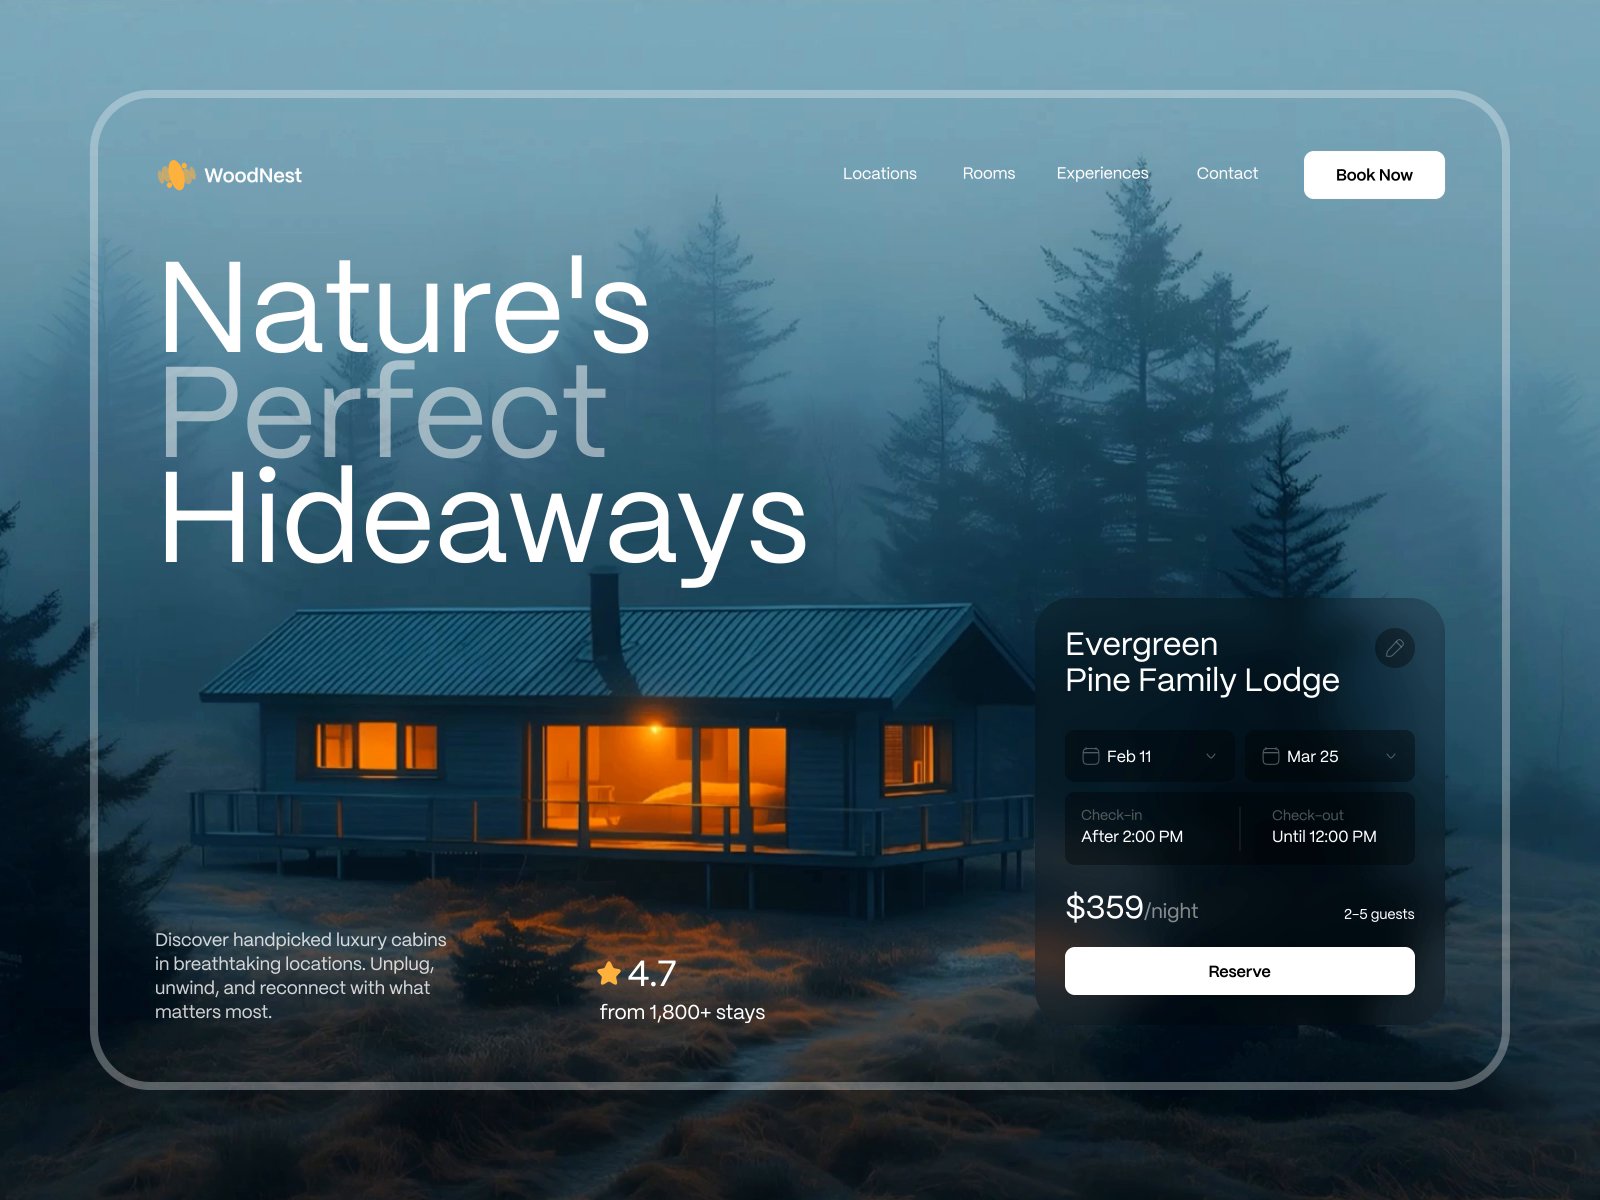 WoodNest
Locations
Rooms
Experiences
Contact
Book Now
Nature's
Perfect
Hideaways
Evergreen
Pine Family Lodge
Feb 11
Mar 25
Check-in
After 2:00 PM
Check-out
Until 12:00 PM
$359/night
2-5 guests
Reserve
Discover handpicked luxury cabins
in breathtaking locations. Unplug,
unwind, and reconnect with what
matters most.
4.7
from 1,800+ stays